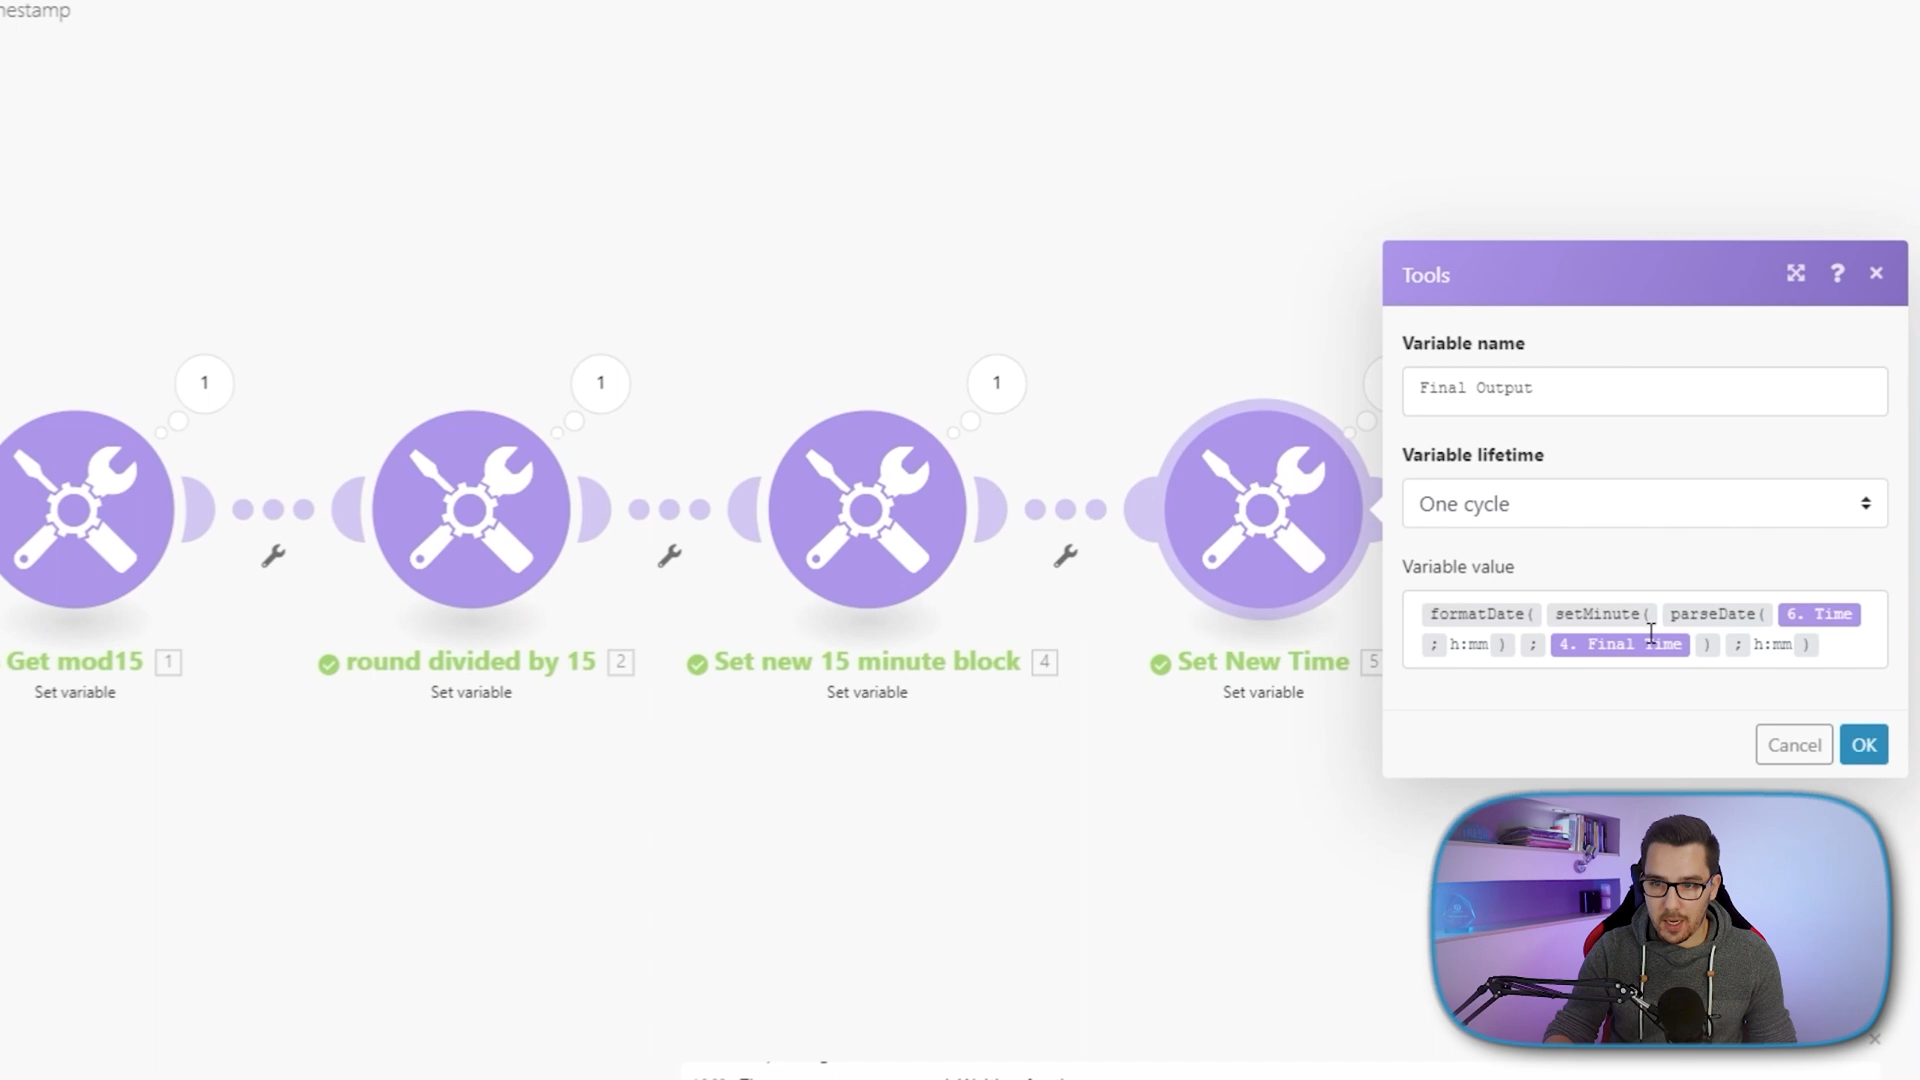 nestamp
Tools
Variable name
Final Output
Variable lifetime
One cycle
Variable value
formatDate( setMinute( parseDate( 6. Time
; h:mm ) ; 4. Final Time ) ; h:mm )
Cancel OK
1
1
1
Get mod15 1
Set variable
round divided by 15 2
Set variable
Set new 15 minute block 4
Set variable
Set New Time 5
Set variable